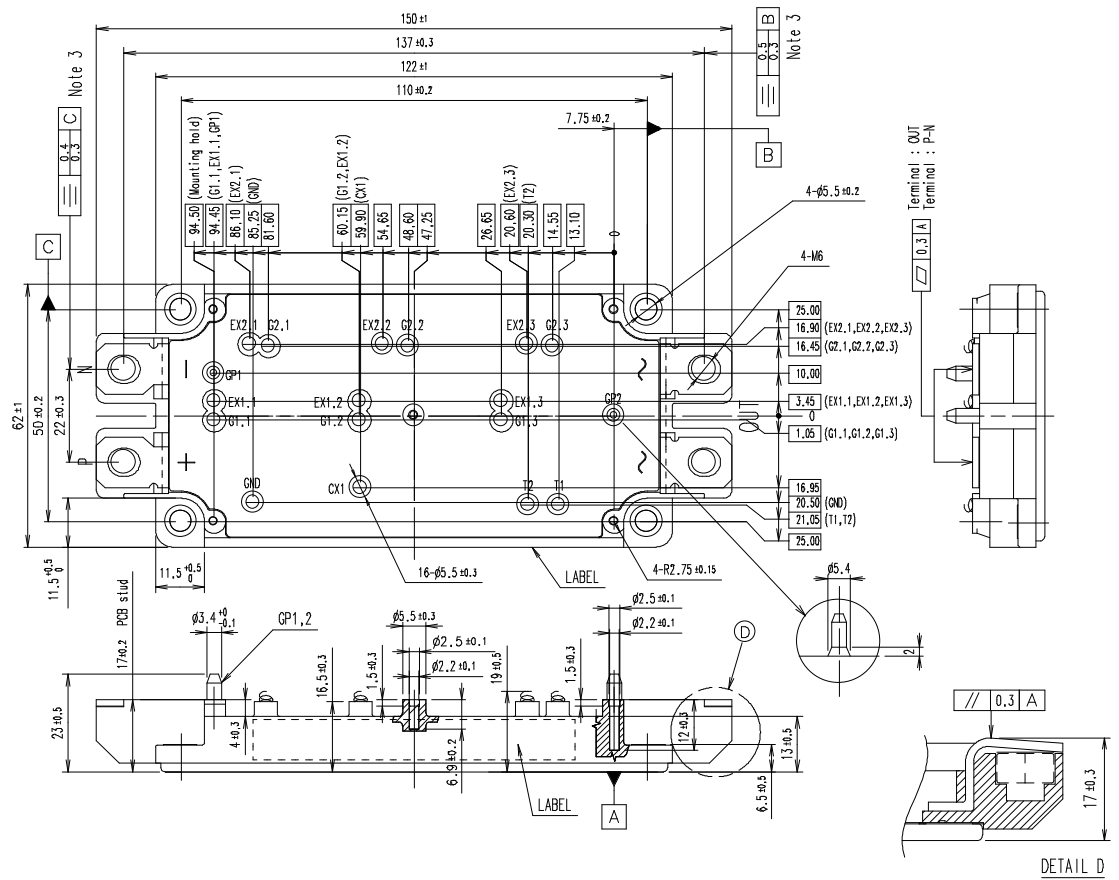 150 ±1
137 ±0.3
122 ±1
110 ±0.2
7.75 ±0.2
0.5 B
0.3
Note 3
B
Note 3
0.4 C
0.3
C
94.50 (Mounting hold)
94.45 (G1.1,EX1.1,GP1)
86.10 (EX2.1)
85.25 (GND)
81.60
60.15 (G1.2,EX1.2)
59.90 (CX1)
54.65
48.60
47.25
26.65
20.60 (EX2.3)
20.30 (T2)
14.55
13.10
0
4-ø5.5 ±0.2
4-M6
Terminal : OUT
Terminal : P-N
0.3 A
25.00
16.90 (EX2.1,EX2.2,EX2.3)
16.45 (G2.1,G2.2,G2.3)
10.00
3.45 (EX1.1,EX1.2,EX1.3)
0
1.05 (G1.1,G1.2,G1.3)
16.95
20.50 (GND)
21.05 (T1,T2)
25.00
62 ±1
50 ±0.2
22 ±0.3
N
P
EX2.1 G2.1
EX2.2 G2.2
EX2.3 G2.3
GP1
GP2
EX1.1
EX1.2
EX1.3
G1.1
G1.2
G1.3
OUT
GND
CX1
T2 T1
11.5 +0.5 0
11.5 +0.5 0
16-ø5.5 ±0.3
LABEL
4-R2.75 ±0.15
ø5.4
2
ø3.4 +0 -0.1
GP1,2
17 ±0.2 PCB stud
23 ±0.5
4 ±0.3
16.5 ±0.3
1.5 ±0.3
ø5.5 ±0.3
ø2.5 ±0.1
ø2.2 ±0.1
6.9 ±0.2
19 ±0.5
1.5 ±0.3
ø2.5 ±0.1
ø2.2 ±0.1
12 ±0.3
D
13 ±0.5
6.5 ±0.5
LABEL
A
// 0.3 A
17 ±0.3
DETAIL D